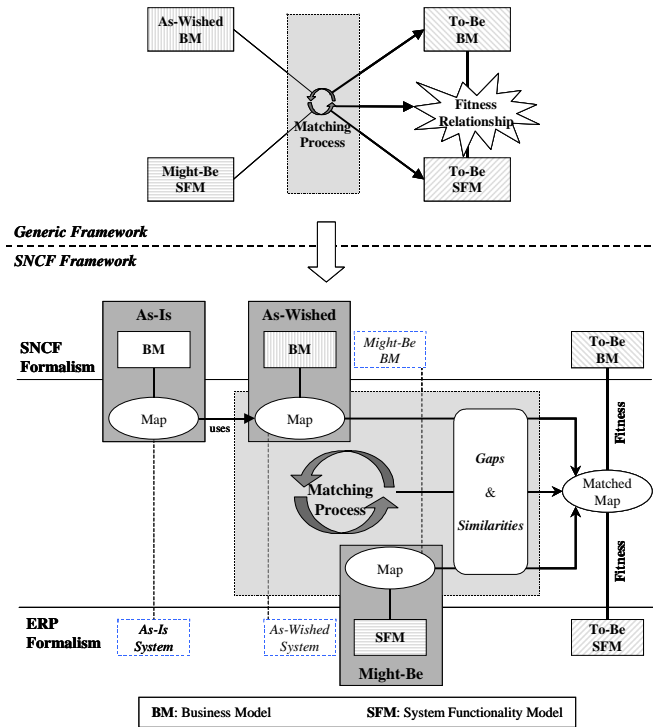 As-Wished
BM
To-Be
BM
Matching
Process
Fitness
Relationship
Might-Be
SFM
To-Be
SFM
Generic Framework
SNCF Framework
As-Is
As-Wished
SNCF
Formalism
BM
BM
Might-Be
BM
To-Be
BM
Map
uses
Map
Fitness
Gaps
&
Similarities
Matching
Process
Matched
Map
Map
Fitness
ERP
Formalism
As-Is
System
As-Wished
System
SFM
To-Be
SFM
Might-Be
BM: Business Model SFM: System Functionality Model